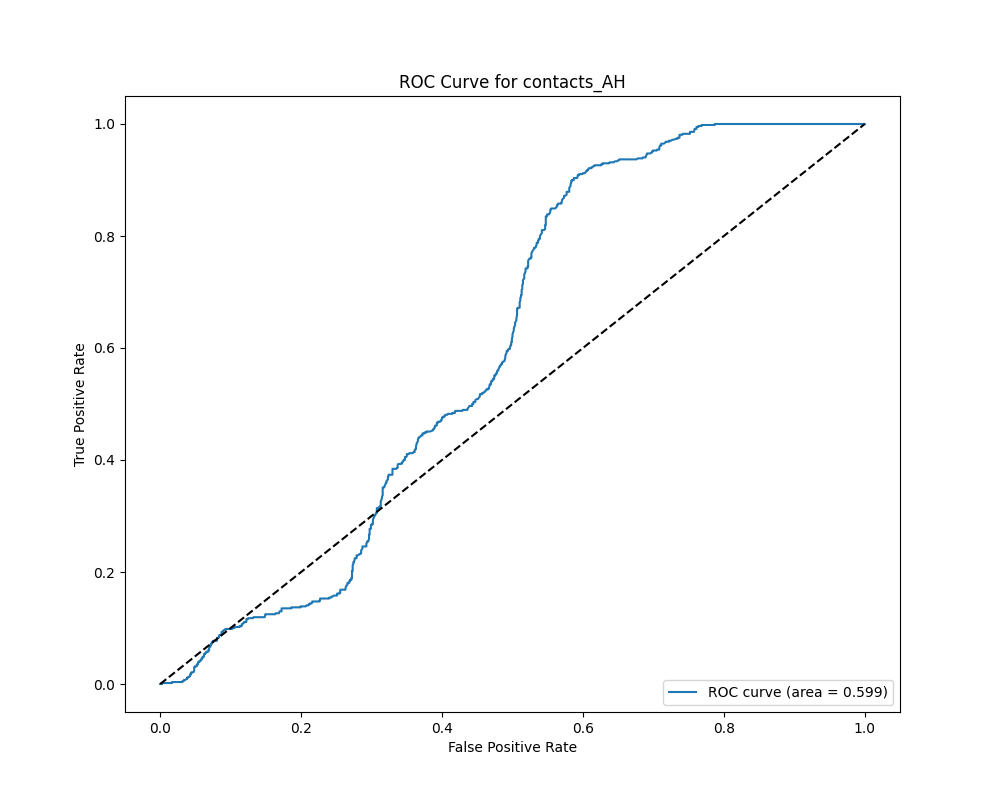 ROC Curve for contacts_AH
True Positive Rate
1.0
0.8
0.6
0.4
0.2
0.0
ROC curve (area = 0.599)
0.0 0.2 0.4 0.6 0.8 1.0
False Positive Rate